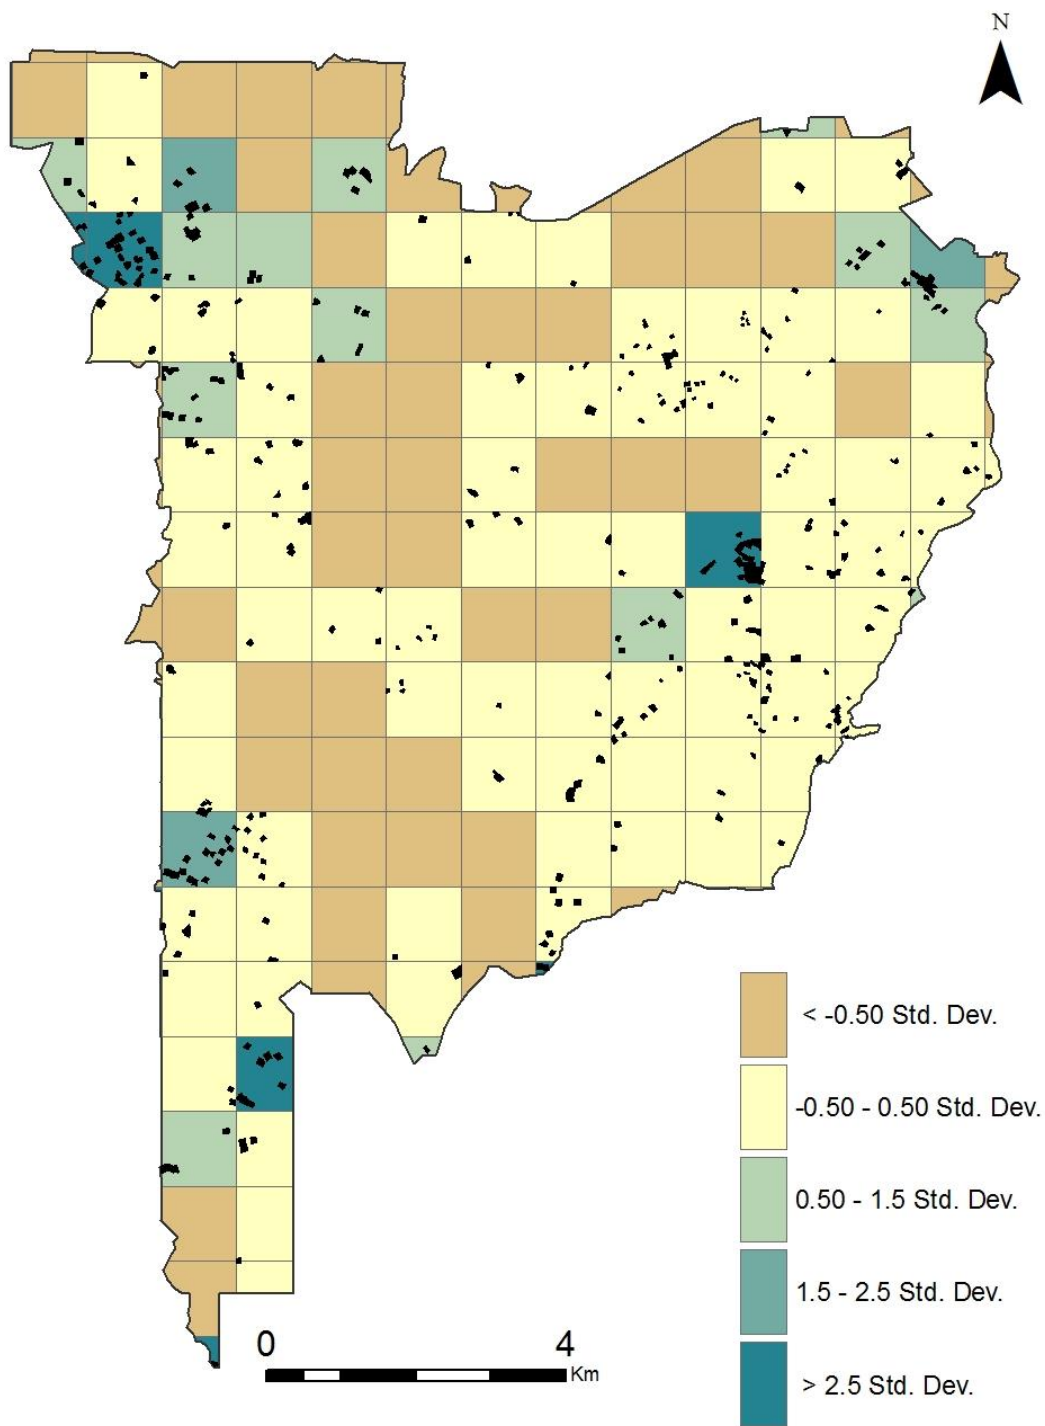 N
< -0.50 Std. Dev.
-0.50 - 0.50 Std. Dev.
0.50 - 1.5 Std. Dev.
1.5 - 2.5 Std. Dev.
> 2.5 Std. Dev.
0 4
Km